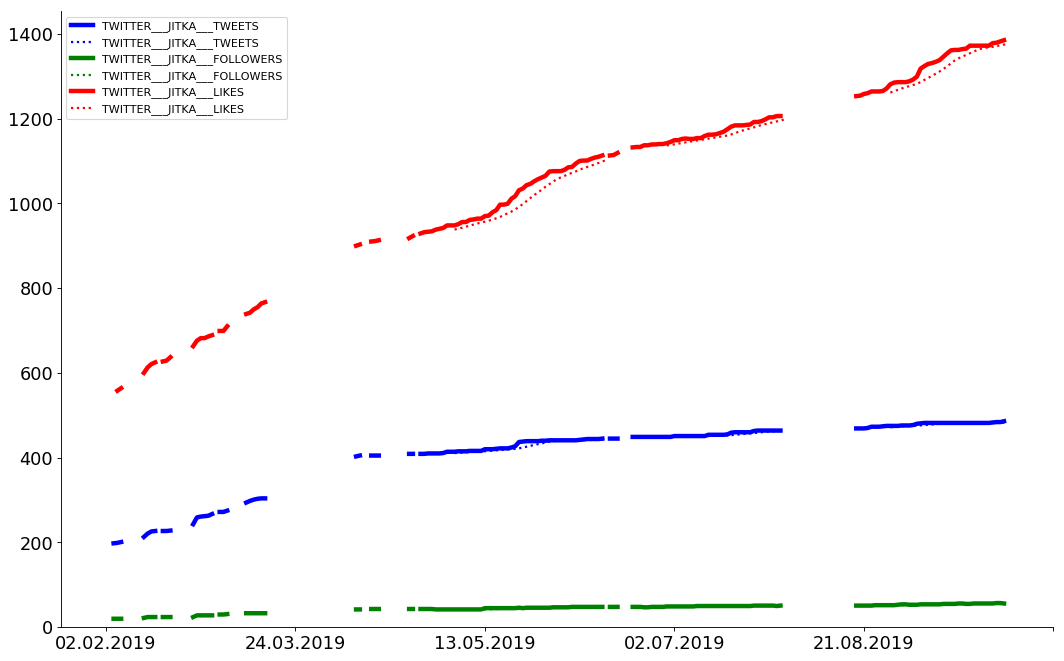 TWITTER___JITKA___TWEETS
TWITTER___JITKA___TWEETS
TWITTER___JITKA___FOLLOWERS
TWITTER___JITKA___FOLLOWERS
TWITTER___JITKA___LIKES
TWITTER___JITKA___LIKES
1400
1200
1000
800
600
400
200
0
02.02.2019 24.03.2019 13.05.2019 02.07.2019 21.08.2019